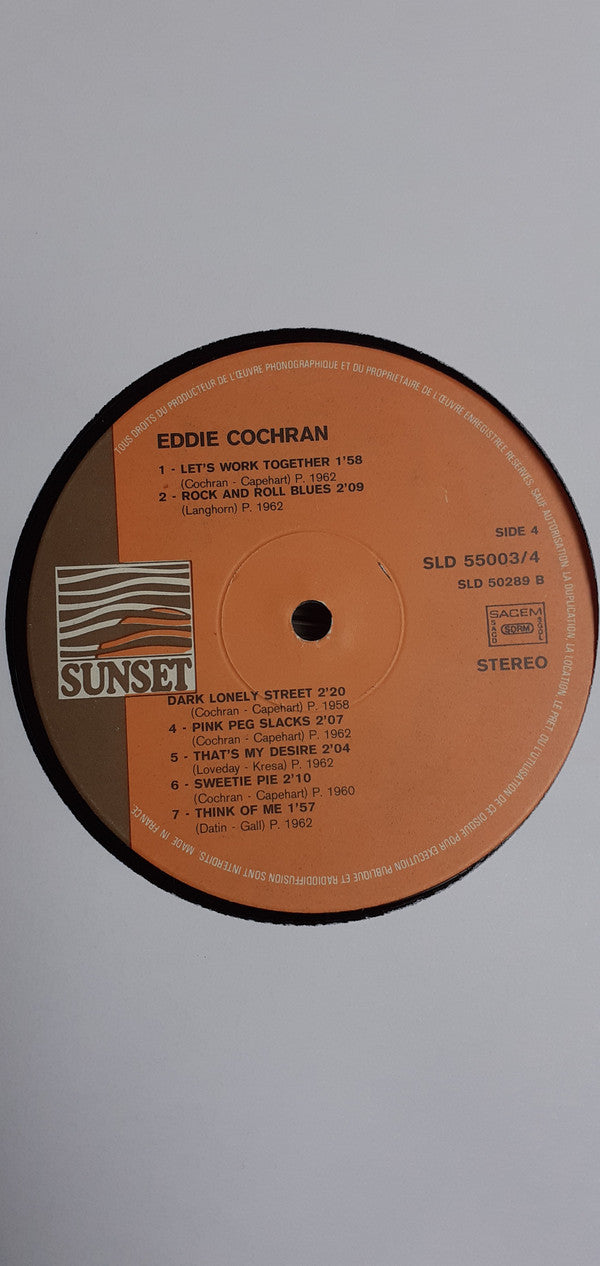 TOUS DROITS DU PRODUCTEUR DE L'ŒUVRE PHONOGRAPHIQUE ET DU PROPRIETAIRE DE L'ŒUVRE ENREGISTREE RESERVES. SAUF AUTORISATION, LA DUPLICATION, LA LOCATION, LE PRET, OU L'UTILISATION DE CE DISQUE POUR EXECUTION PUBLIQUE ET RADIODIFFUSION SONT INTERDITS. MADE IN FRANCE
EDDIE COCHRAN
1 - LET'S WORK TOGETHER 1'58
(Cochran - Capehart) P. 1962
2 - ROCK AND ROLL BLUES 2'09
(Langhorn) P. 1962
SIDE 4
SLD 55003/4
SLD 50289 B
SACEM
SACD
SDRM
SGDL
STEREO
SUNSET
DARK LONELY STREET 2'20
(Cochran - Capehart) P. 1958
4 - PINK PEG SLACKS 2'07
(Cochran - Capehart) P. 1962
5 - THAT'S MY DESIRE 2'04
(Loveday - Kresa) P. 1962
6 - SWEETIE PIE 2'10
(Cochran - Capehart) P. 1960
7 - THINK OF ME 1'57
(Datin - Gall) P. 1962